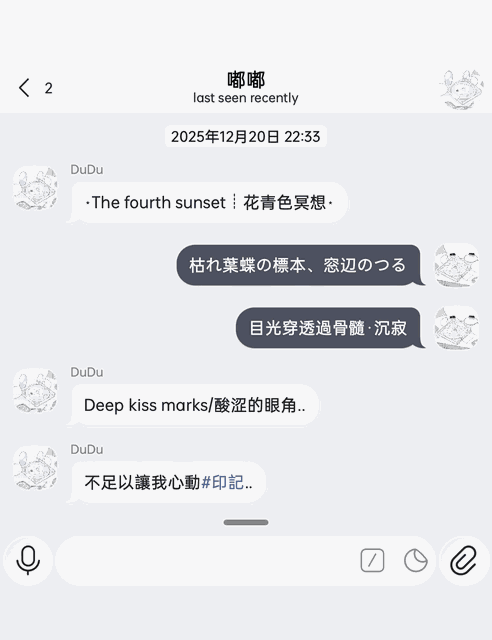 2
嘟嘟
last seen recently
2025年12月20日 22:33
DuDu
·The fourth sunset┊花青色冥想·
枯れ葉蝶の標本、窓辺のつる
目光穿透過骨髓·沉寂
DuDu
Deep kiss marks/酸涩的眼角..
DuDu
不足以讓我心動#印記..